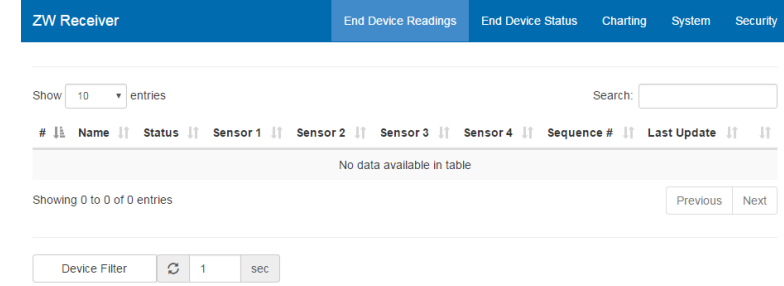 ZW Receiver End Device Readings End Device Status Charting System Security
Show 10 entries Search:
# Name Status Sensor 1 Sensor 2 Sensor 3 Sensor 4 Sequence # Last Update
No data available in table
Showing 0 to 0 of 0 entries Previous Next
Device Filter 1 sec